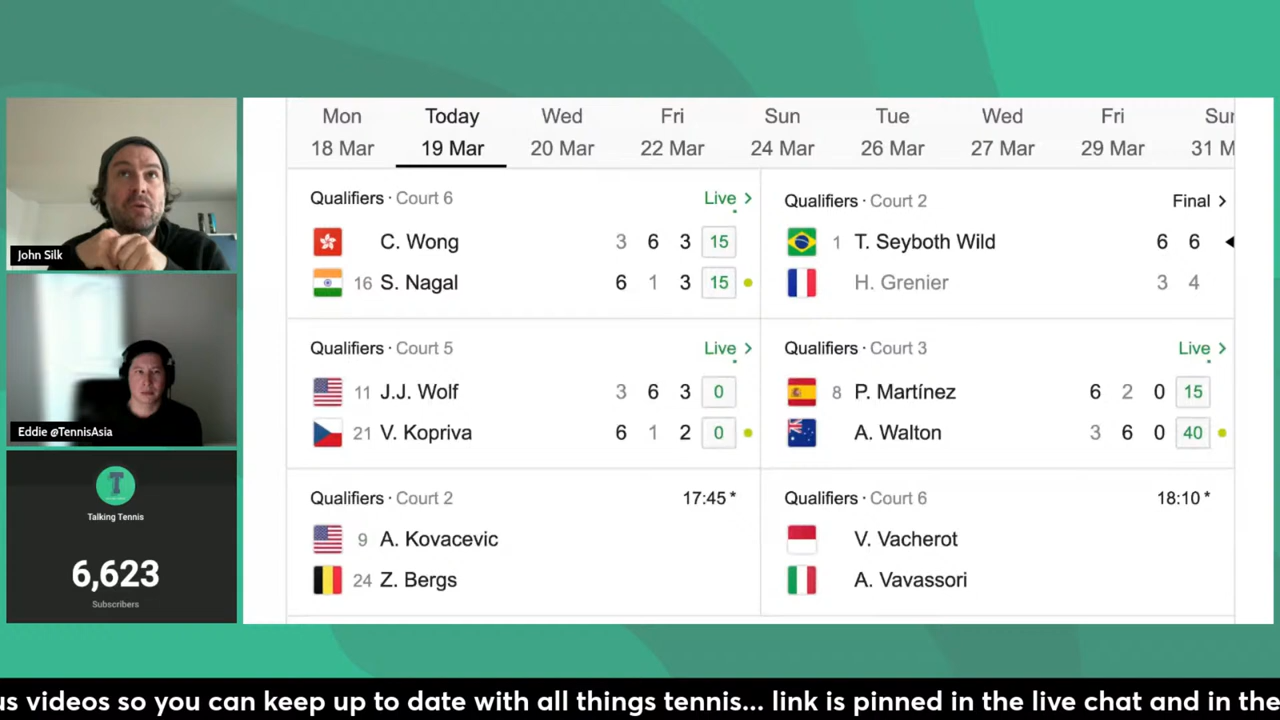 John Silk
Eddie @TennisAsia
Talking Tennis
6,623
Subscribers
Mon Today Wed Fri Sun Tue Wed Fri Sur
18 Mar 19 Mar 20 Mar 22 Mar 24 Mar 26 Mar 27 Mar 29 Mar 31 M
Qualifiers · Court 6 Live
C. Wong 3 6 3 15
16 S. Nagal 6 1 3 15
Qualifiers · Court 2 Final
1 T. Seyboth Wild 6 6
H. Grenier 3 4
Qualifiers · Court 5 Live
11 J.J. Wolf 3 6 3 0
21 V. Kopriva 6 1 2 0
Qualifiers · Court 3 Live
8 P. Martínez 6 2 0 15
A. Walton 3 6 0 40
Qualifiers · Court 2 17:45 *
9 A. Kovacevic
24 Z. Bergs
Qualifiers · Court 6 18:10 *
V. Vacherot
A. Vavassori
us videos so you can keep up to date with all things tennis... link is pinned in the live chat and in the